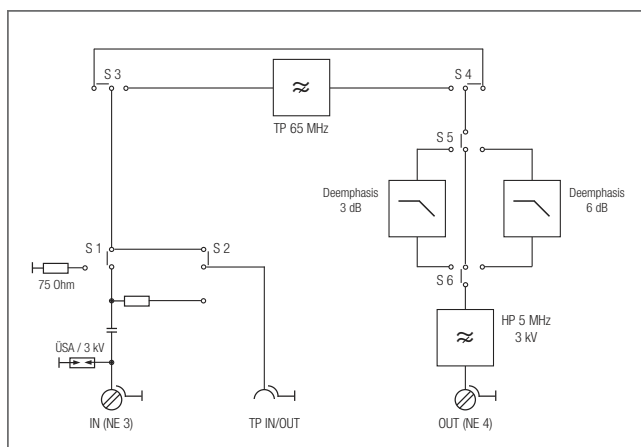 S 3
S 4
TP 65 MHz
S 5
Deemphasis
3 dB
Deemphasis
6 dB
S 1
S 2
75 Ohm
S 6
HP 5 MHz
3 kV
ÜSA / 3 kV
IN (NE 3)
TP IN/OUT
OUT (NE 4)